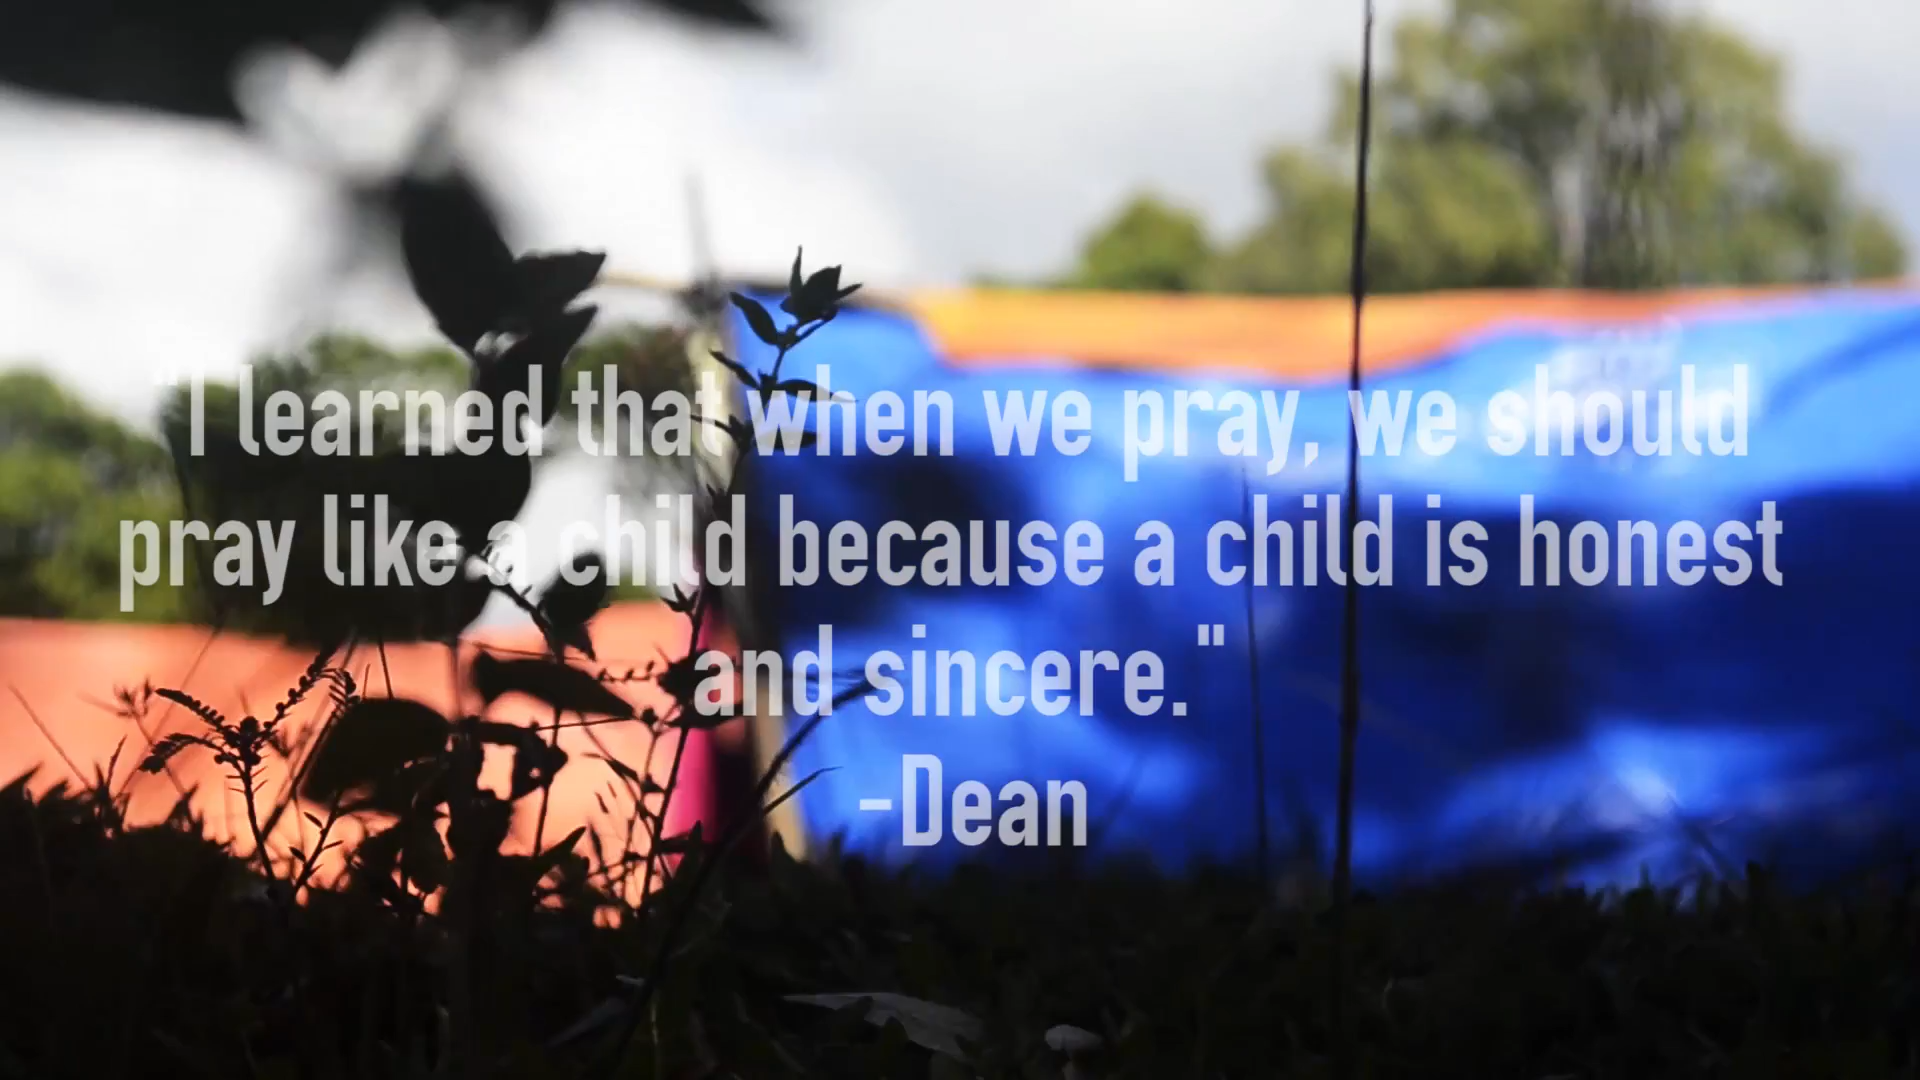 "I learned that when we pray, we should
pray like a child because a child is honest
and sincere."
-Dean